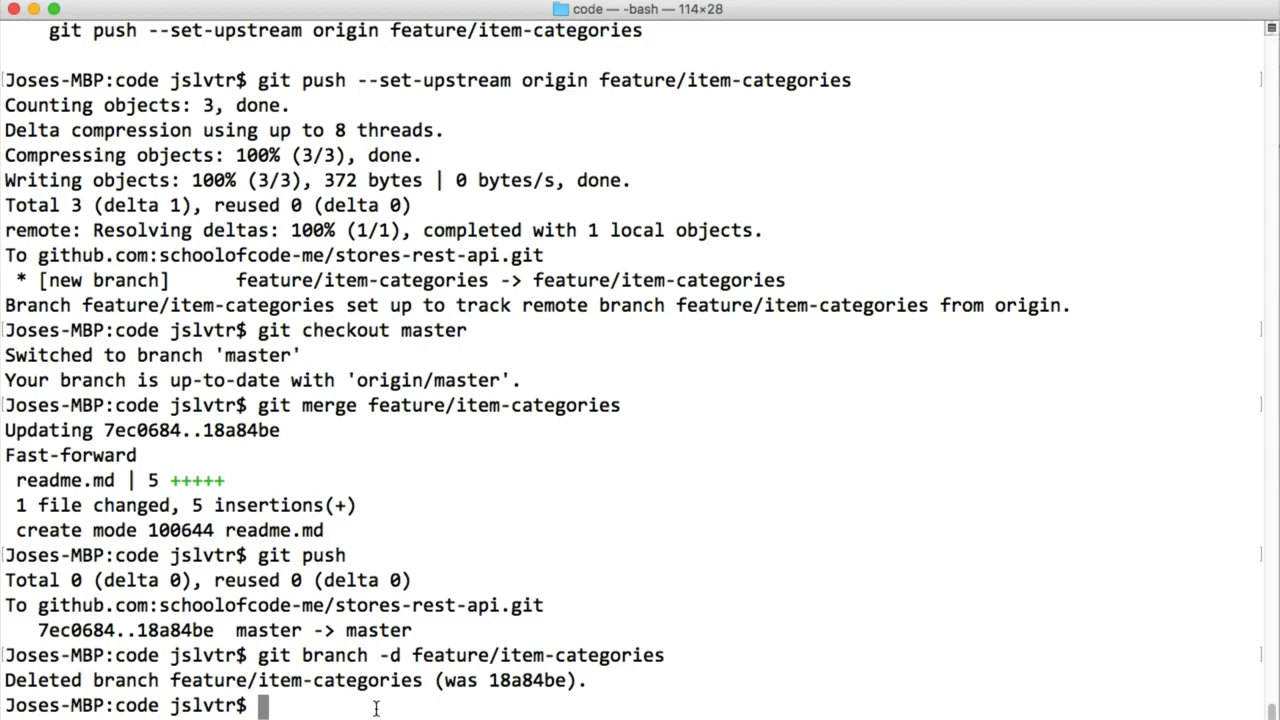 code — -bash — 114×28
git push --set-upstream origin feature/item-categories
Joses-MBP:code jslvtr$ git push --set-upstream origin feature/item-categories
Counting objects: 3, done.
Delta compression using up to 8 threads.
Compressing objects: 100% (3/3), done.
Writing objects: 100% (3/3), 372 bytes | 0 bytes/s, done.
Total 3 (delta 1), reused 0 (delta 0)
remote: Resolving deltas: 100% (1/1), completed with 1 local objects.
To github.com:schoolofcode-me/stores-rest-api.git
 * [new branch]      feature/item-categories -> feature/item-categories
Branch feature/item-categories set up to track remote branch feature/item-categories from origin.
Joses-MBP:code jslvtr$ git checkout master
Switched to branch 'master'
Your branch is up-to-date with 'origin/master'.
Joses-MBP:code jslvtr$ git merge feature/item-categories
Updating 7ec0684..18a84be
Fast-forward
 readme.md | 5 +++++
 1 file changed, 5 insertions(+)
 create mode 100644 readme.md
Joses-MBP:code jslvtr$ git push
Total 0 (delta 0), reused 0 (delta 0)
To github.com:schoolofcode-me/stores-rest-api.git
   7ec0684..18a84be  master -> master
Joses-MBP:code jslvtr$ git branch -d feature/item-categories
Deleted branch feature/item-categories (was 18a84be).
Joses-MBP:code jslvtr$